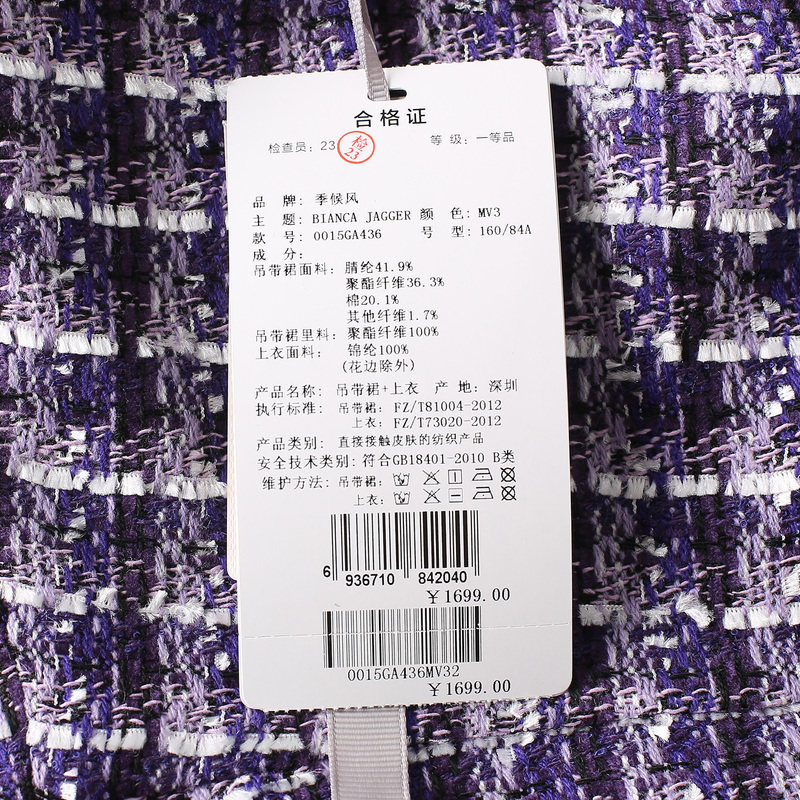 合格证
检查员: 23 检23 等 级: 一等品
品 牌: 季候风
主 题: BIANCA JAGGER 颜 色: MV3
款 号: 0015GA436 号 型: 160/84A
成 分:
吊带裙面料: 腈纶41.9%
聚酯纤维36.3%
棉20.1%
其他纤维1.7%
吊带裙里料: 聚酯纤维100%
上衣面料: 锦纶100%
(花边除外)
产品名称: 吊带裙+上衣 产 地: 深圳
执行标准: 吊带裙: FZ/T81004-2012
上衣: FZ/T73020-2012
产品类别: 直接接触皮肤的纺织产品
安全技术类别: 符合GB18401-2010 B类
维护方法: 吊带裙:
上衣:
6 936710 842040
¥1699.00
0015GA436MV32
¥1699.00